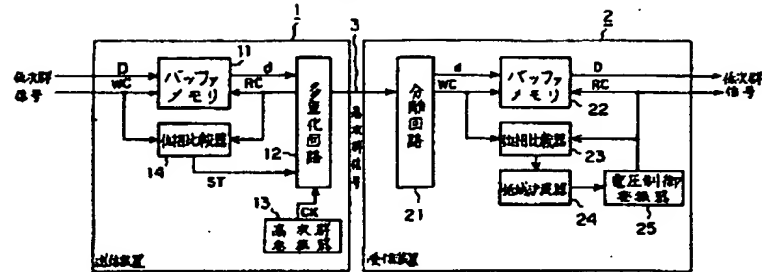 1
2
低次群
信号
D
WC
11
バッファ
メモリ
d
RC
位相比較器
14
ST
12
多重化回路
13
CK
高次群
発振器
送信装置
3
高次群信号
分離回路
21
d
WC
バッファ
メモリ
22
D
RC
位相比較器
23
低域沪波器
24
電圧制御
発振器
25
受信装置
低次群
信号